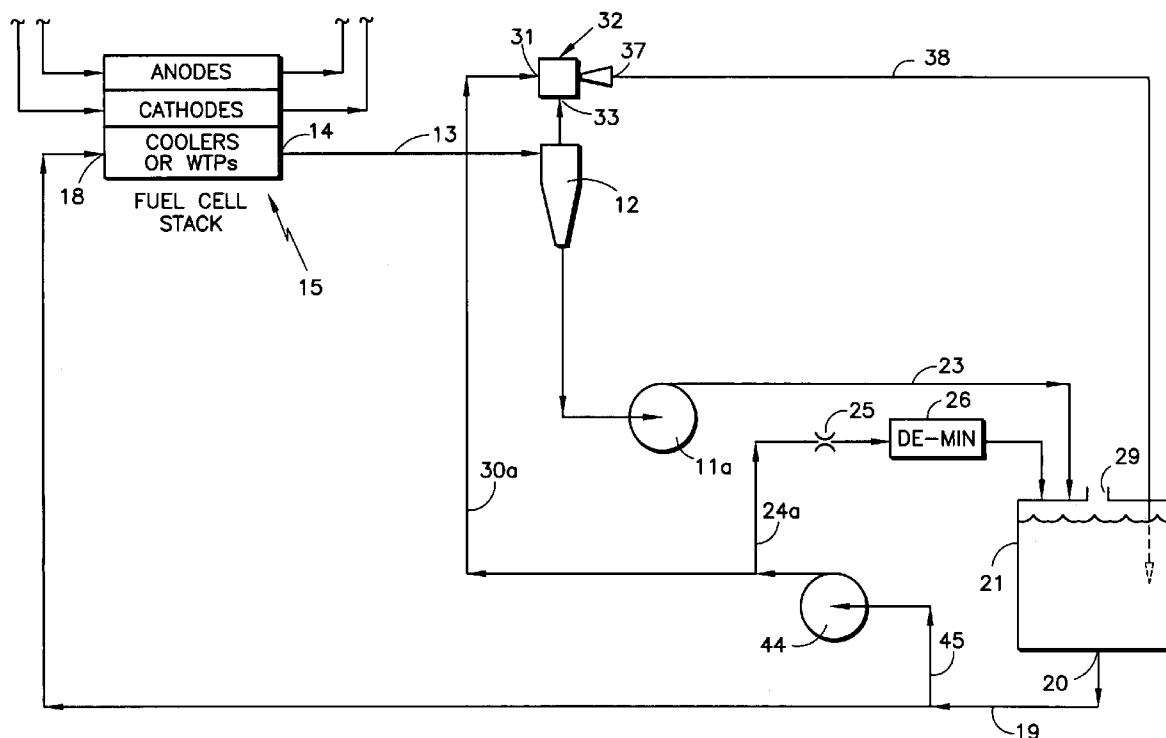 32
31
37
38
ANODES
CATHODES
14
13
33
COOLERS
OR WTPs
18
12
FUEL CELL
STACK
15
23
25
26
DE-MIN
11a
29
30a
24a
21
44
45
20
19